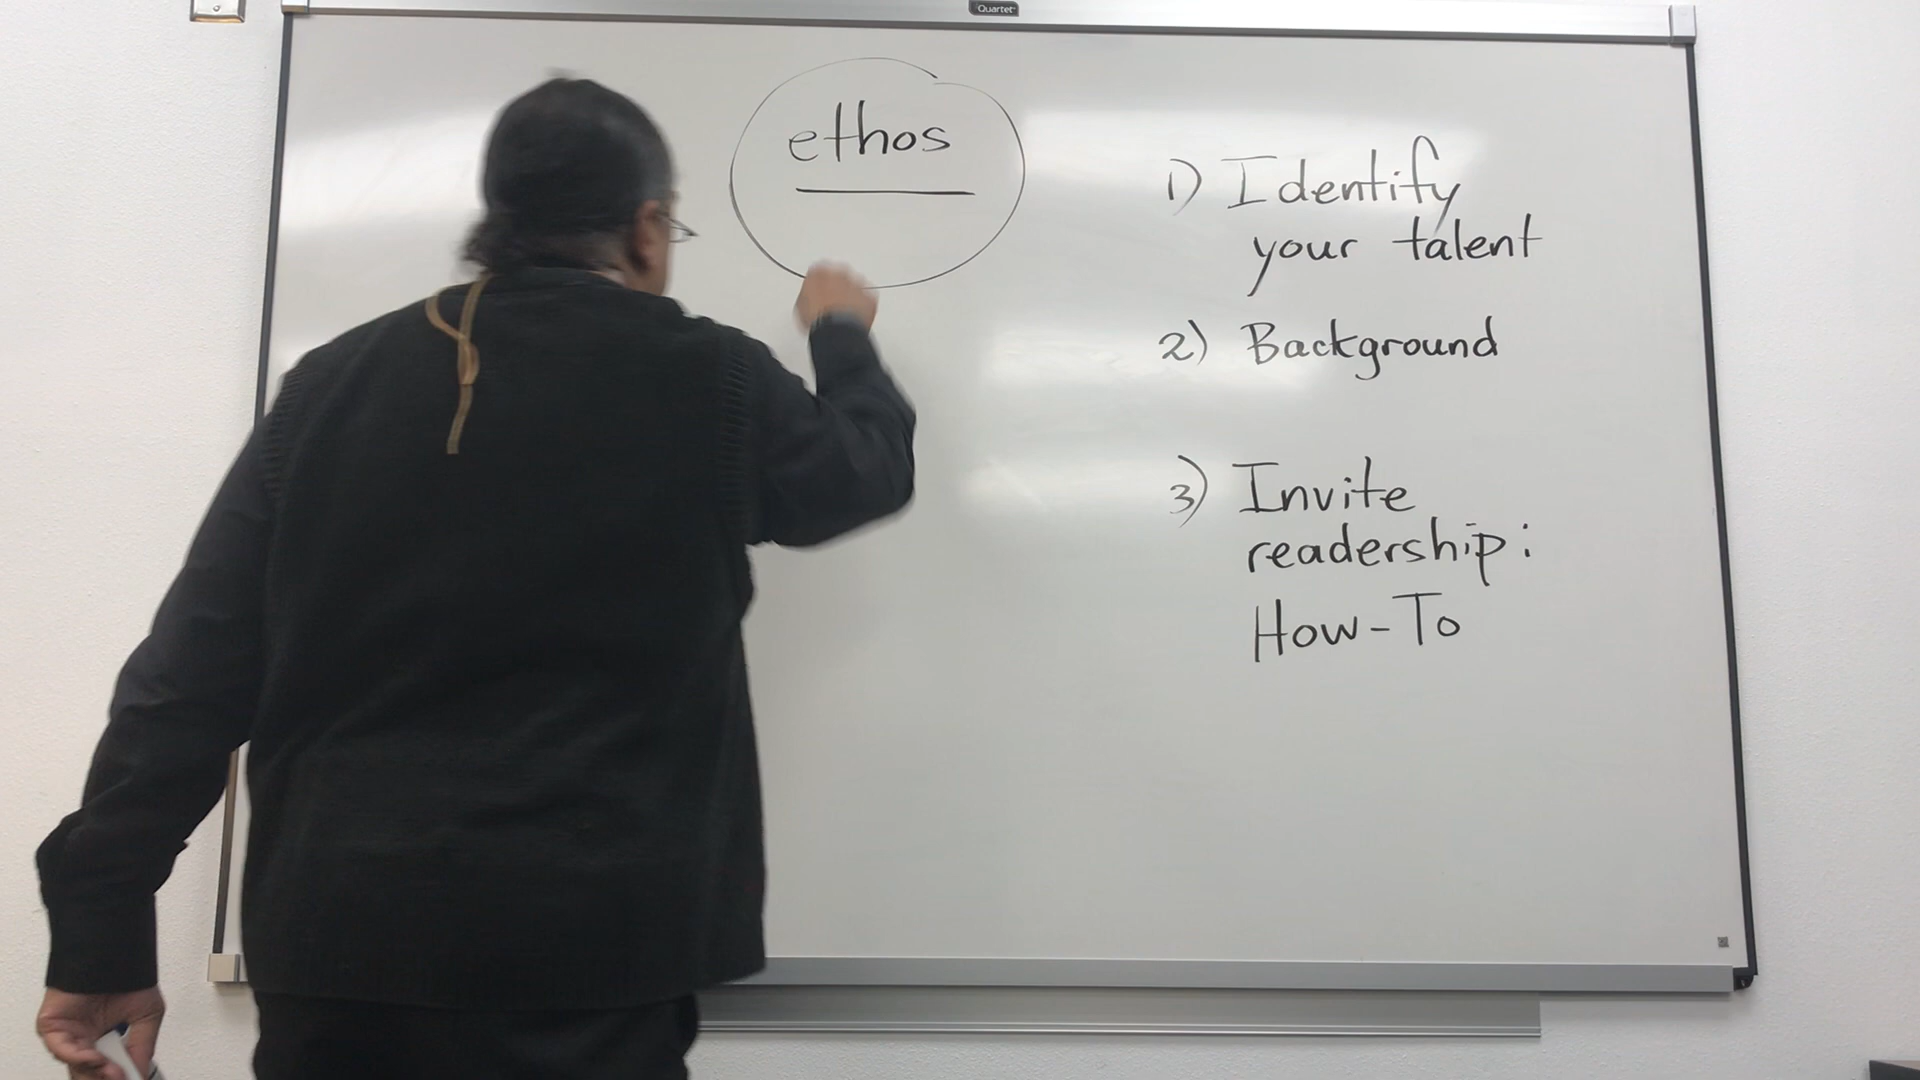 Quartet
ethos
1) Identify
your talent
2) Background
3) Invite
readership:
How-To